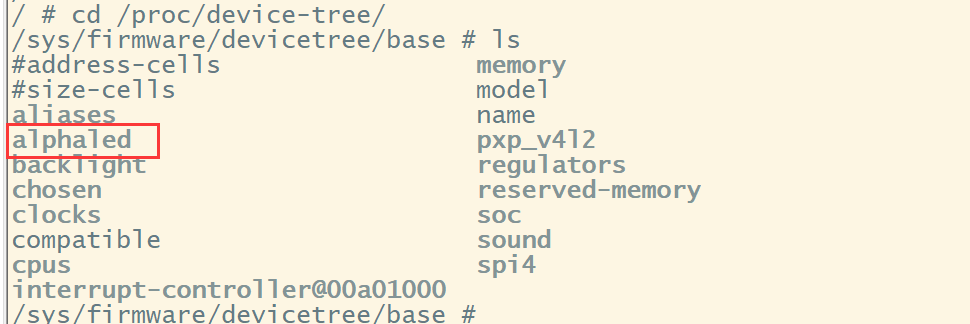 / # cd /proc/device-tree/
/sys/firmware/devicetree/base # ls
#address-cells                 memory
#size-cells                    model
aliases                        name
alphaled                       pxp_v4l2
backlight                      regulators
chosen                         reserved-memory
clocks                         soc
compatible                     sound
cpus                           spi4
interrupt-controller@00a01000
/sys/firmware/devicetree/base #